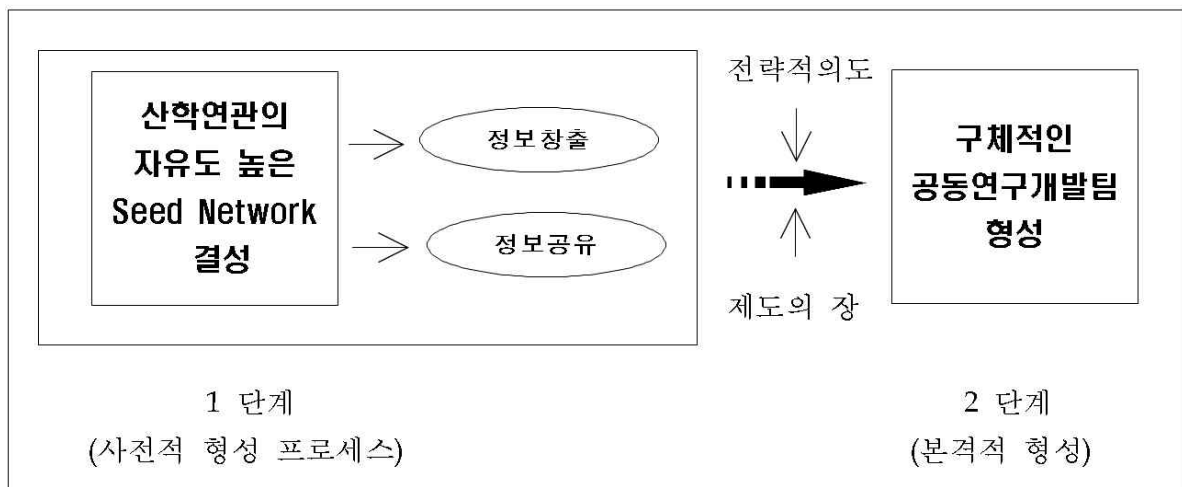 산학연관의
자유도 높은
Seed Network
결성
정보창출
정보공유
전략적의도
제도의 장
구체적인
공동연구개발팀
형성
1 단계
(사전적 형성 프로세스)
2 단계
(본격적 형성)